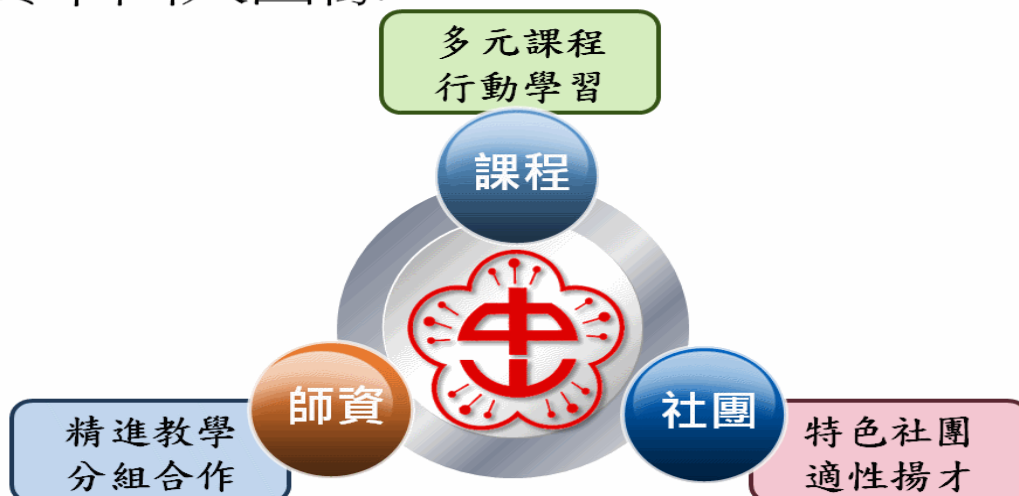 多元課程
行動學習
課程
師資
社團
精進教學
分組合作
特色社團
適性揚才